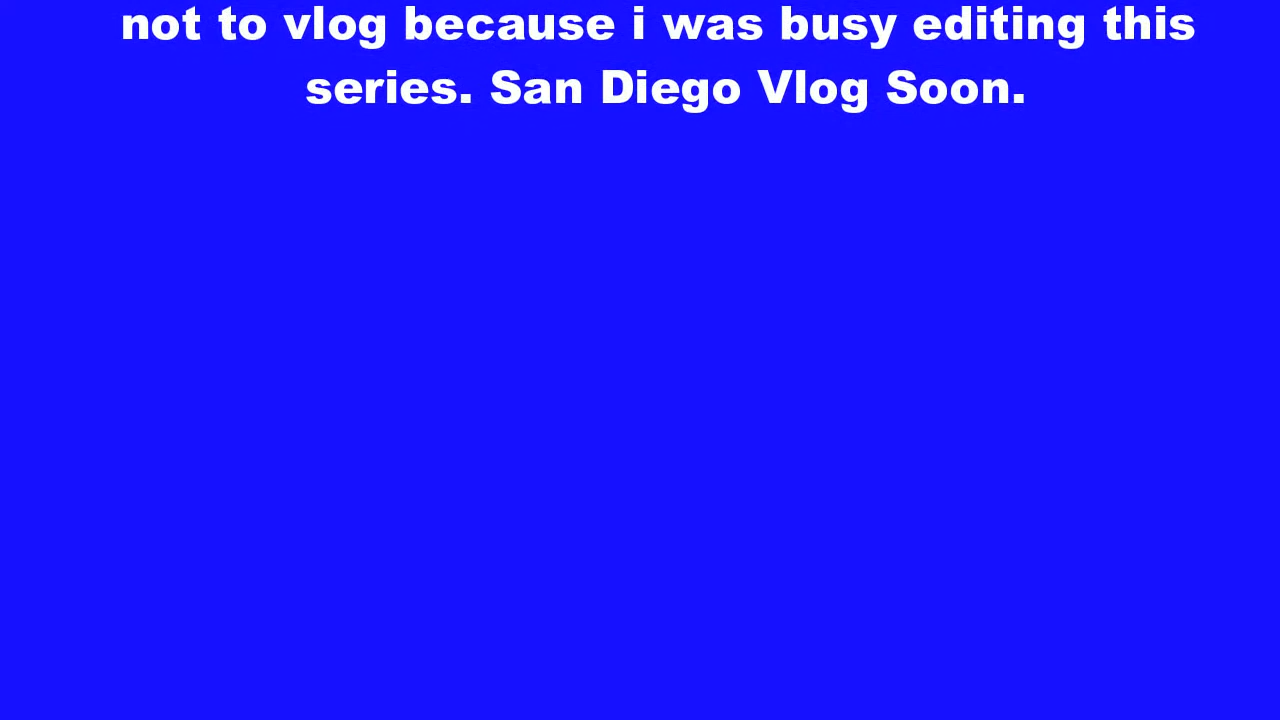 not to vlog because i was busy editing this
series. San Diego Vlog Soon.